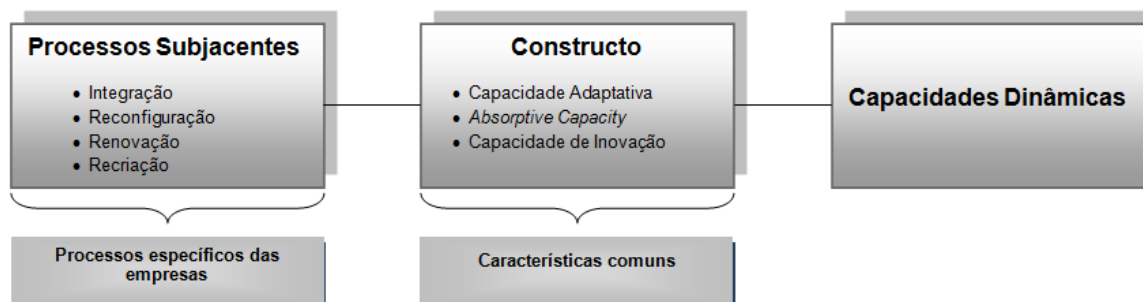 Processos Subjacentes
• Integração
• Reconfiguração
• Renovação
• Recriação
Constructo
• Capacidade Adaptativa
• Absorptive Capacity
• Capacidade de Inovação
Capacidades Dinâmicas
Processos específicos das
empresas
Características comuns